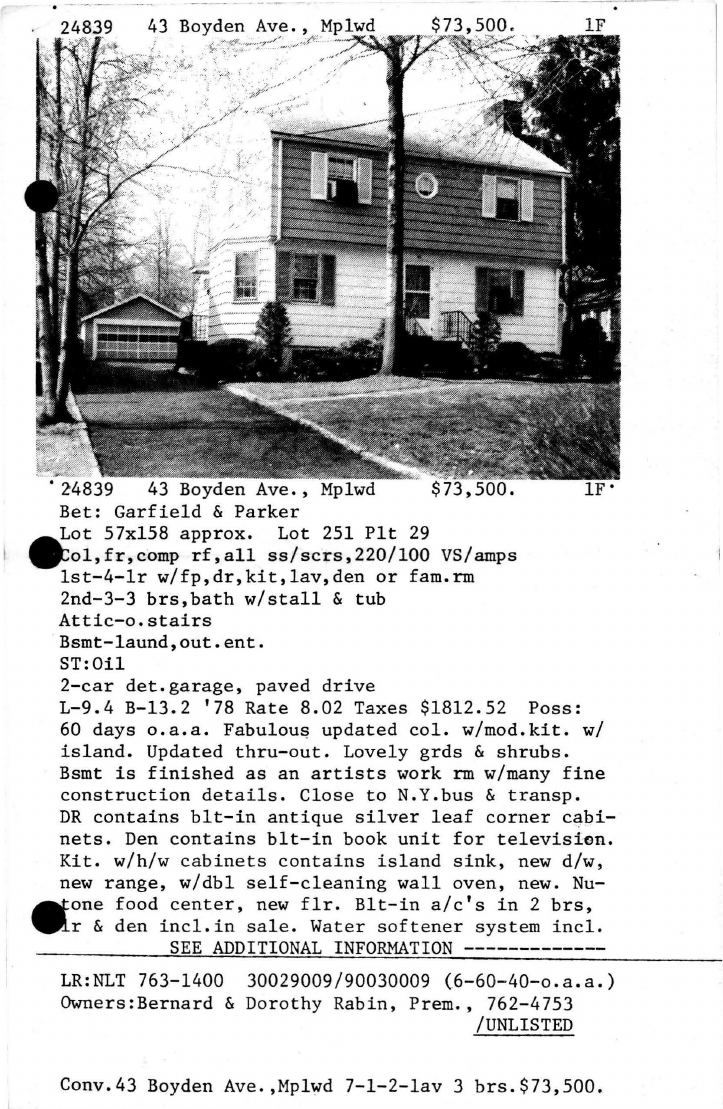 24839 43 Boyden Ave., Mplwd $73,500. 1F
24839 43 Boyden Ave., Mplwd $73,500. 1F
Bet: Garfield & Parker
Lot 57x158 approx. Lot 251 Plt 29
Col,fr,comp rf,all ss/scrs,220/100 VS/amps
1st-4-lr w/fp,dr,kit,lav,den or fam.rm
2nd-3-3 brs,bath w/stall & tub
Attic-o.stairs
Bsmt-laund,out.ent.
ST:Oil
2-car det.garage, paved drive
L-9.4 B-13.2 '78 Rate 8.02 Taxes $1812.52 Poss:
60 days o.a.a. Fabulous updated col. w/mod.kit. w/
island. Updated thru-out. Lovely grds & shrubs.
Bsmt is finished as an artists work rm w/many fine
construction details. Close to N.Y.bus & transp.
DR contains blt-in antique silver leaf corner cabi-
nets. Den contains blt-in book unit for television.
Kit. w/h/w cabinets contains island sink, new d/w,
new range, w/dbl self-cleaning wall oven, new. Nu-
tone food center, new flr. Blt-in a/c's in 2 brs,
lr & den incl.in sale. Water softener system incl.
SEE ADDITIONAL INFORMATION -------------
LR:NLT 763-1400 30029009/90030009 (6-60-40-o.a.a.)
Owners:Bernard & Dorothy Rabin, Prem., 762-4753
/UNLISTED
Conv.43 Boyden Ave.,Mplwd 7-1-2-lav 3 brs.$73,500.